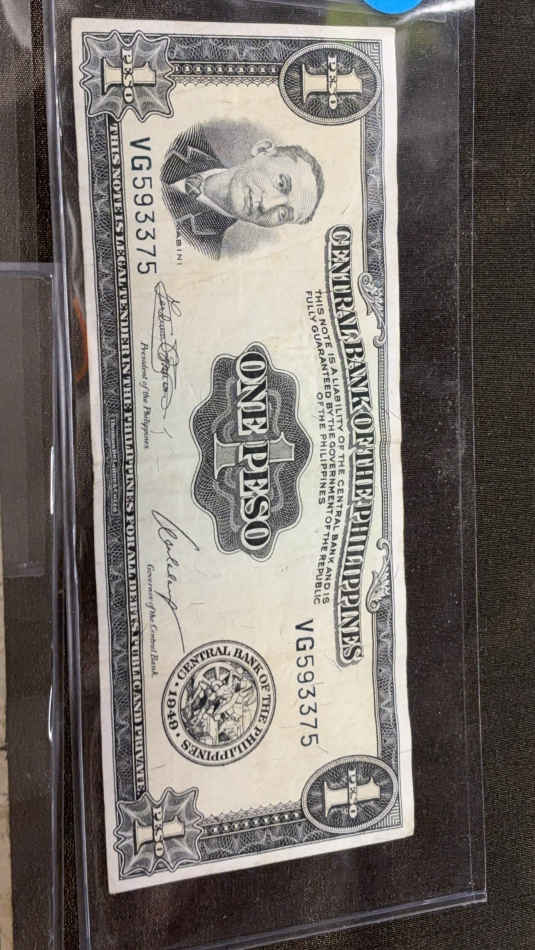 1
PESO
1
PESO
CENTRAL BANK OF THE PHILIPPINES
THIS NOTE IS A LIABILITY OF THE CENTRAL BANK AND IS
FULLY GUARANTEED BY THE GOVERNMENT OF THE REPUBLIC
OF THE PHILIPPINES
VG593375
ABINI
ONE PESO
1
VG593375
President of the Philippines
Governor of the Central Bank
CENTRAL BANK OF THE PHILIPPINES · 1949 ·
THIS NOTE IS LEGAL TENDER IN THE PHILIPPINES FOR ALL DEBTS PUBLIC AND PRIVATE
1
PESO
1
PESO